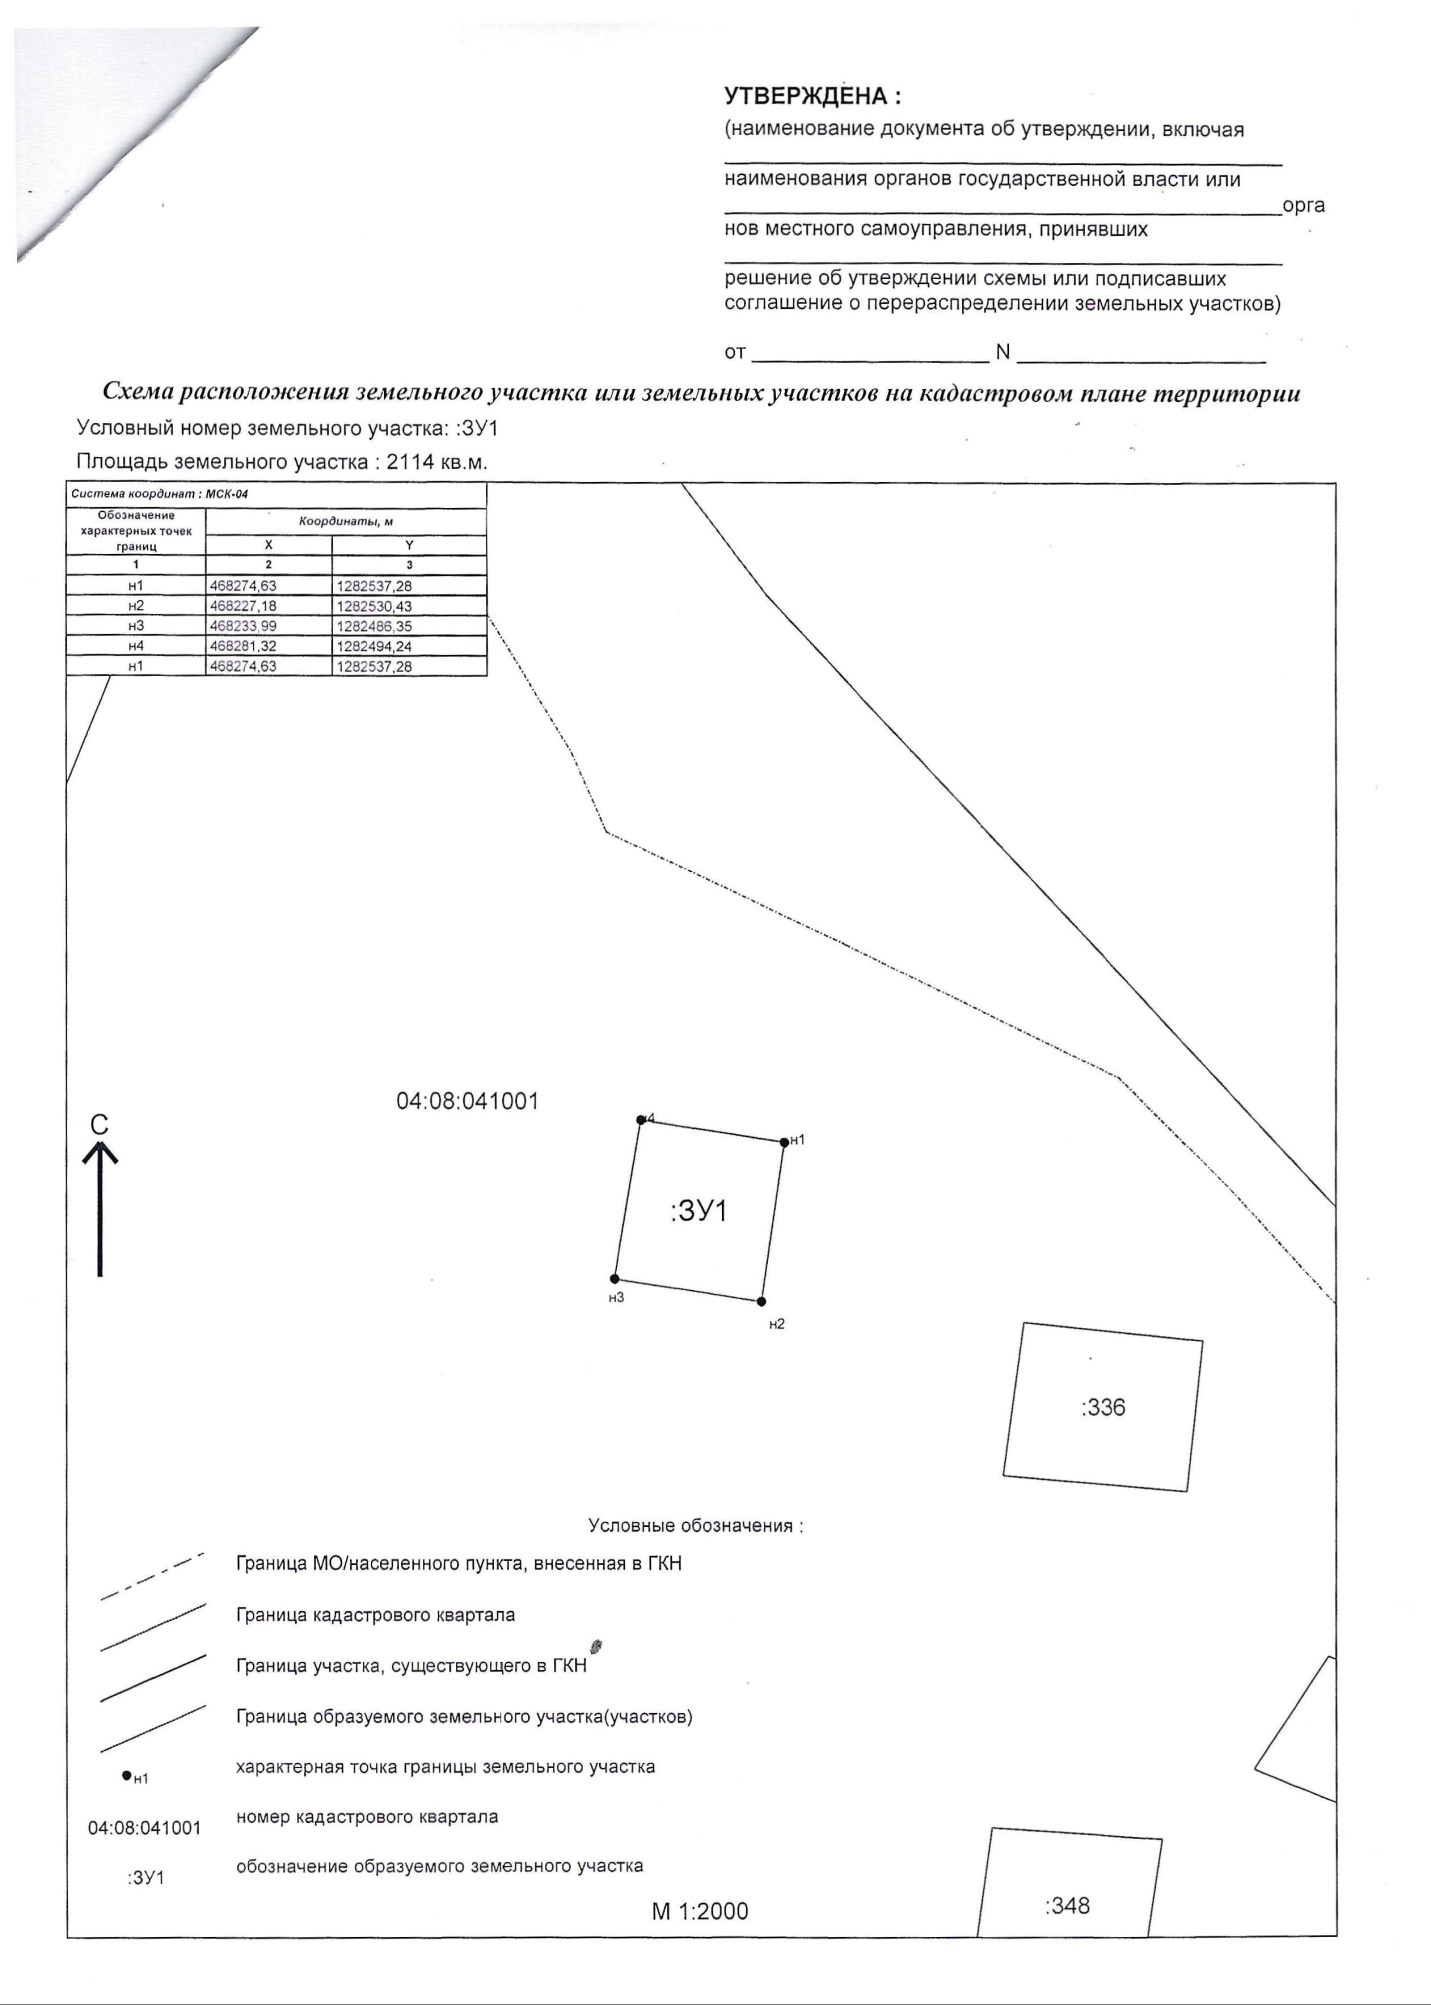 УТВЕРЖДЕНА :
(наименование документа об утверждении, включая
наименования органов государственной власти или
орга
нов местного самоуправления, принявших
решение об утверждении схемы или подписавших
соглашение о перераспределении земельных участков)
от N
Схема расположения земельного участка или земельных участков на кадастровом плане территории
Условный номер земельного участка: :ЗУ1
Площадь земельного участка : 2114 кв.м.
Система координат : МСК-04
Обозначение характерных точек границ
Координаты, м
X Y
1 2 3
н1 468274,63 1282537,28
н2 468227,18 1282530,43
н3 468233,99 1282486,35
н4 468281,32 1282494,24
н1 468274,63 1282537,28
04:08:041001
С
н4
н1
:ЗУ1
н3
н2
:336
Условные обозначения :
Граница МО/населенного пункта, внесенная в ГКН
Граница кадастрового квартала
Граница участка, существующего в ГКН
Граница образуемого земельного участка(участков)
н1 характерная точка границы земельного участка
04:08:041001 номер кадастрового квартала
:ЗУ1 обозначение образуемого земельного участка
М 1:2000
:348